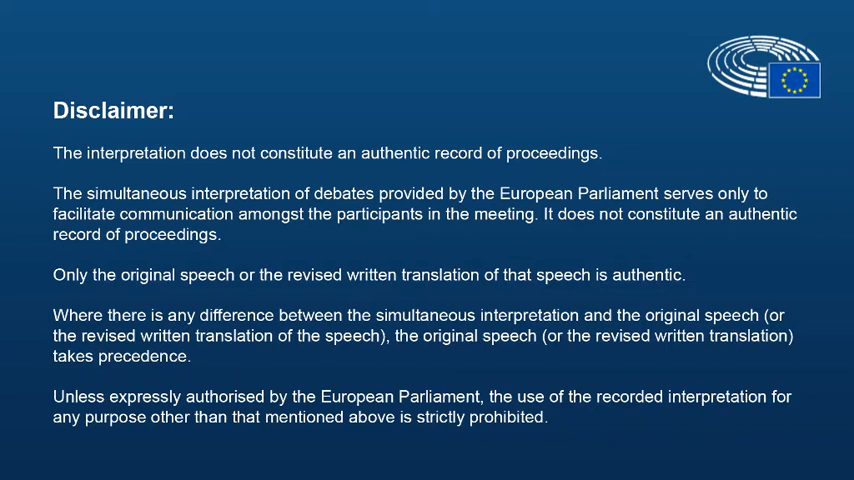 Disclaimer:
The interpretation does not constitute an authentic record of proceedings.
The simultaneous interpretation of debates provided by the European Parliament serves only to
facilitate communication amongst the participants in the meeting. It does not constitute an authentic
record of proceedings.
Only the original speech or the revised written translation of that speech is authentic.
Where there is any difference between the simultaneous interpretation and the original speech (or
the revised written translation of the speech), the original speech (or the revised written translation)
takes precedence.
Unless expressly authorised by the European Parliament, the use of the recorded interpretation for
any purpose other than that mentioned above is strictly prohibited.